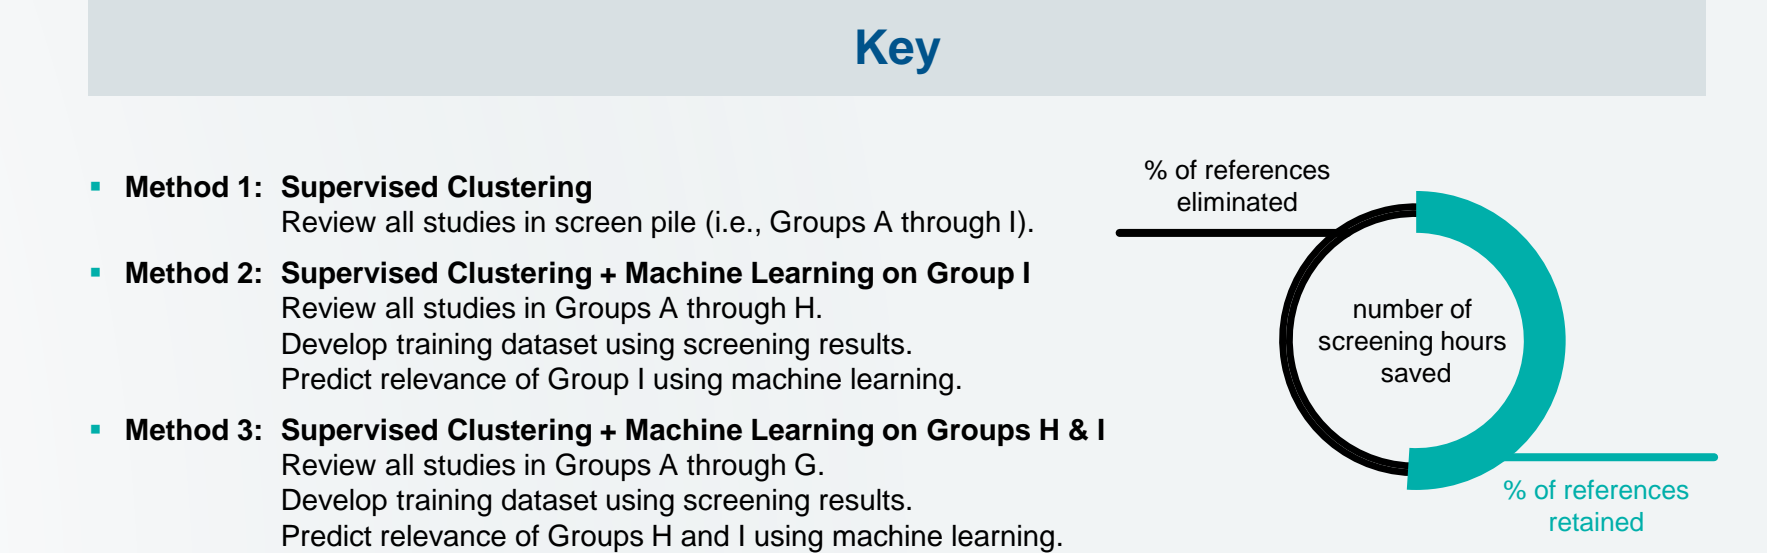 Key
▪ Method 1: Supervised Clustering
Review all studies in screen pile (i.e., Groups A through I).
▪ Method 2: Supervised Clustering + Machine Learning on Group I
Review all studies in Groups A through H.
Develop training dataset using screening results.
Predict relevance of Group I using machine learning.
▪ Method 3: Supervised Clustering + Machine Learning on Groups H & I
Review all studies in Groups A through G.
Develop training dataset using screening results.
Predict relevance of Groups H and I using machine learning.
% of references
eliminated
number of
screening hours
saved
% of references
retained